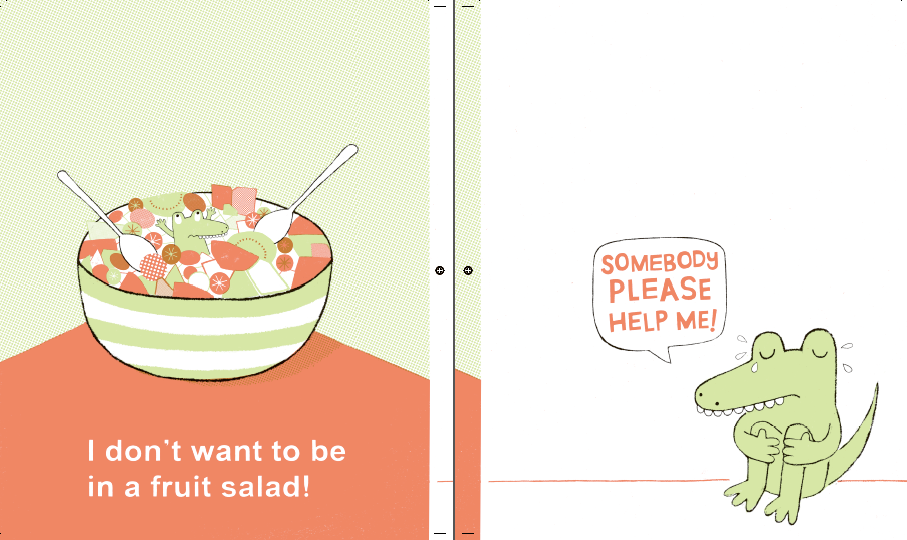 I don't want to be
in a fruit salad!
SOMEBODY
PLEASE
HELP ME!